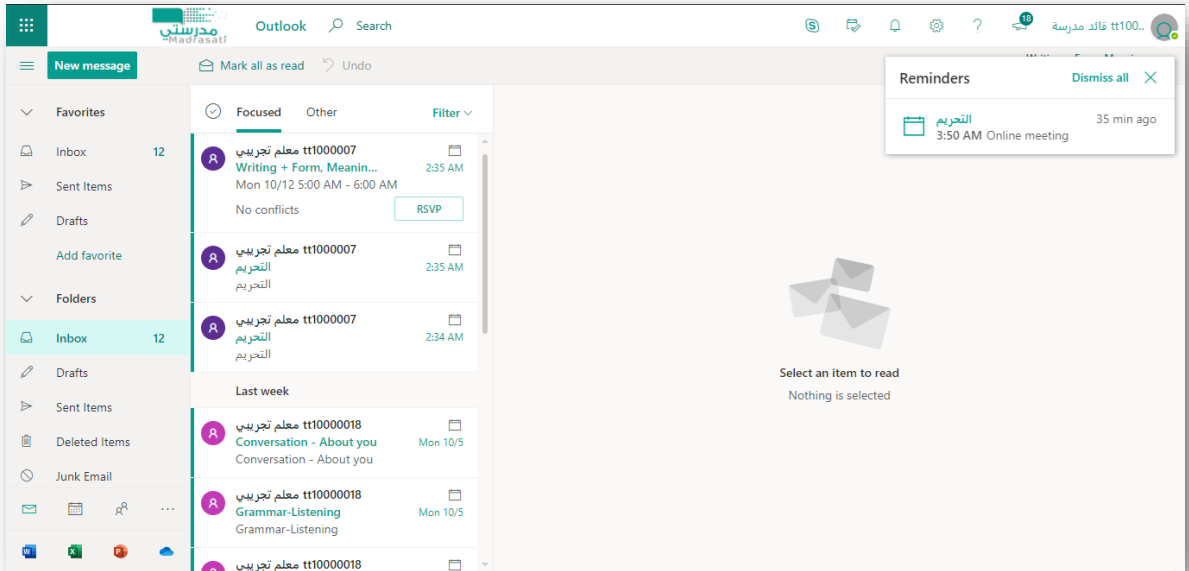 مدرستي
Madrasati
Outlook
Search
18
tt100.. قائد مدرسة
New message
Mark all as read
Undo
Reminders
Dismiss all
التحريم
35 min ago
3:50 AM Online meeting
Favorites
Inbox 12
Sent Items
Drafts
Add favorite
Folders
Inbox 12
Drafts
Sent Items
Deleted Items
Junk Email
Focused
Other
Filter
tt1000007 معلم تجريبي
Writing + Form, Meanin... 2:35 AM
Mon 10/12 5:00 AM - 6:00 AM
No conflicts
RSVP
tt1000007 معلم تجريبي
التحريم 2:35 AM
التحريم
tt1000007 معلم تجريبي
التحريم 2:34 AM
التحريم
Last week
tt10000018 معلم تجريبي
Conversation - About you Mon 10/5
Conversation - About you
tt10000018 معلم تجريبي
Grammar-Listening Mon 10/5
Grammar-Listening
tt10000018 معلم تجريبي
Select an item to read
Nothing is selected